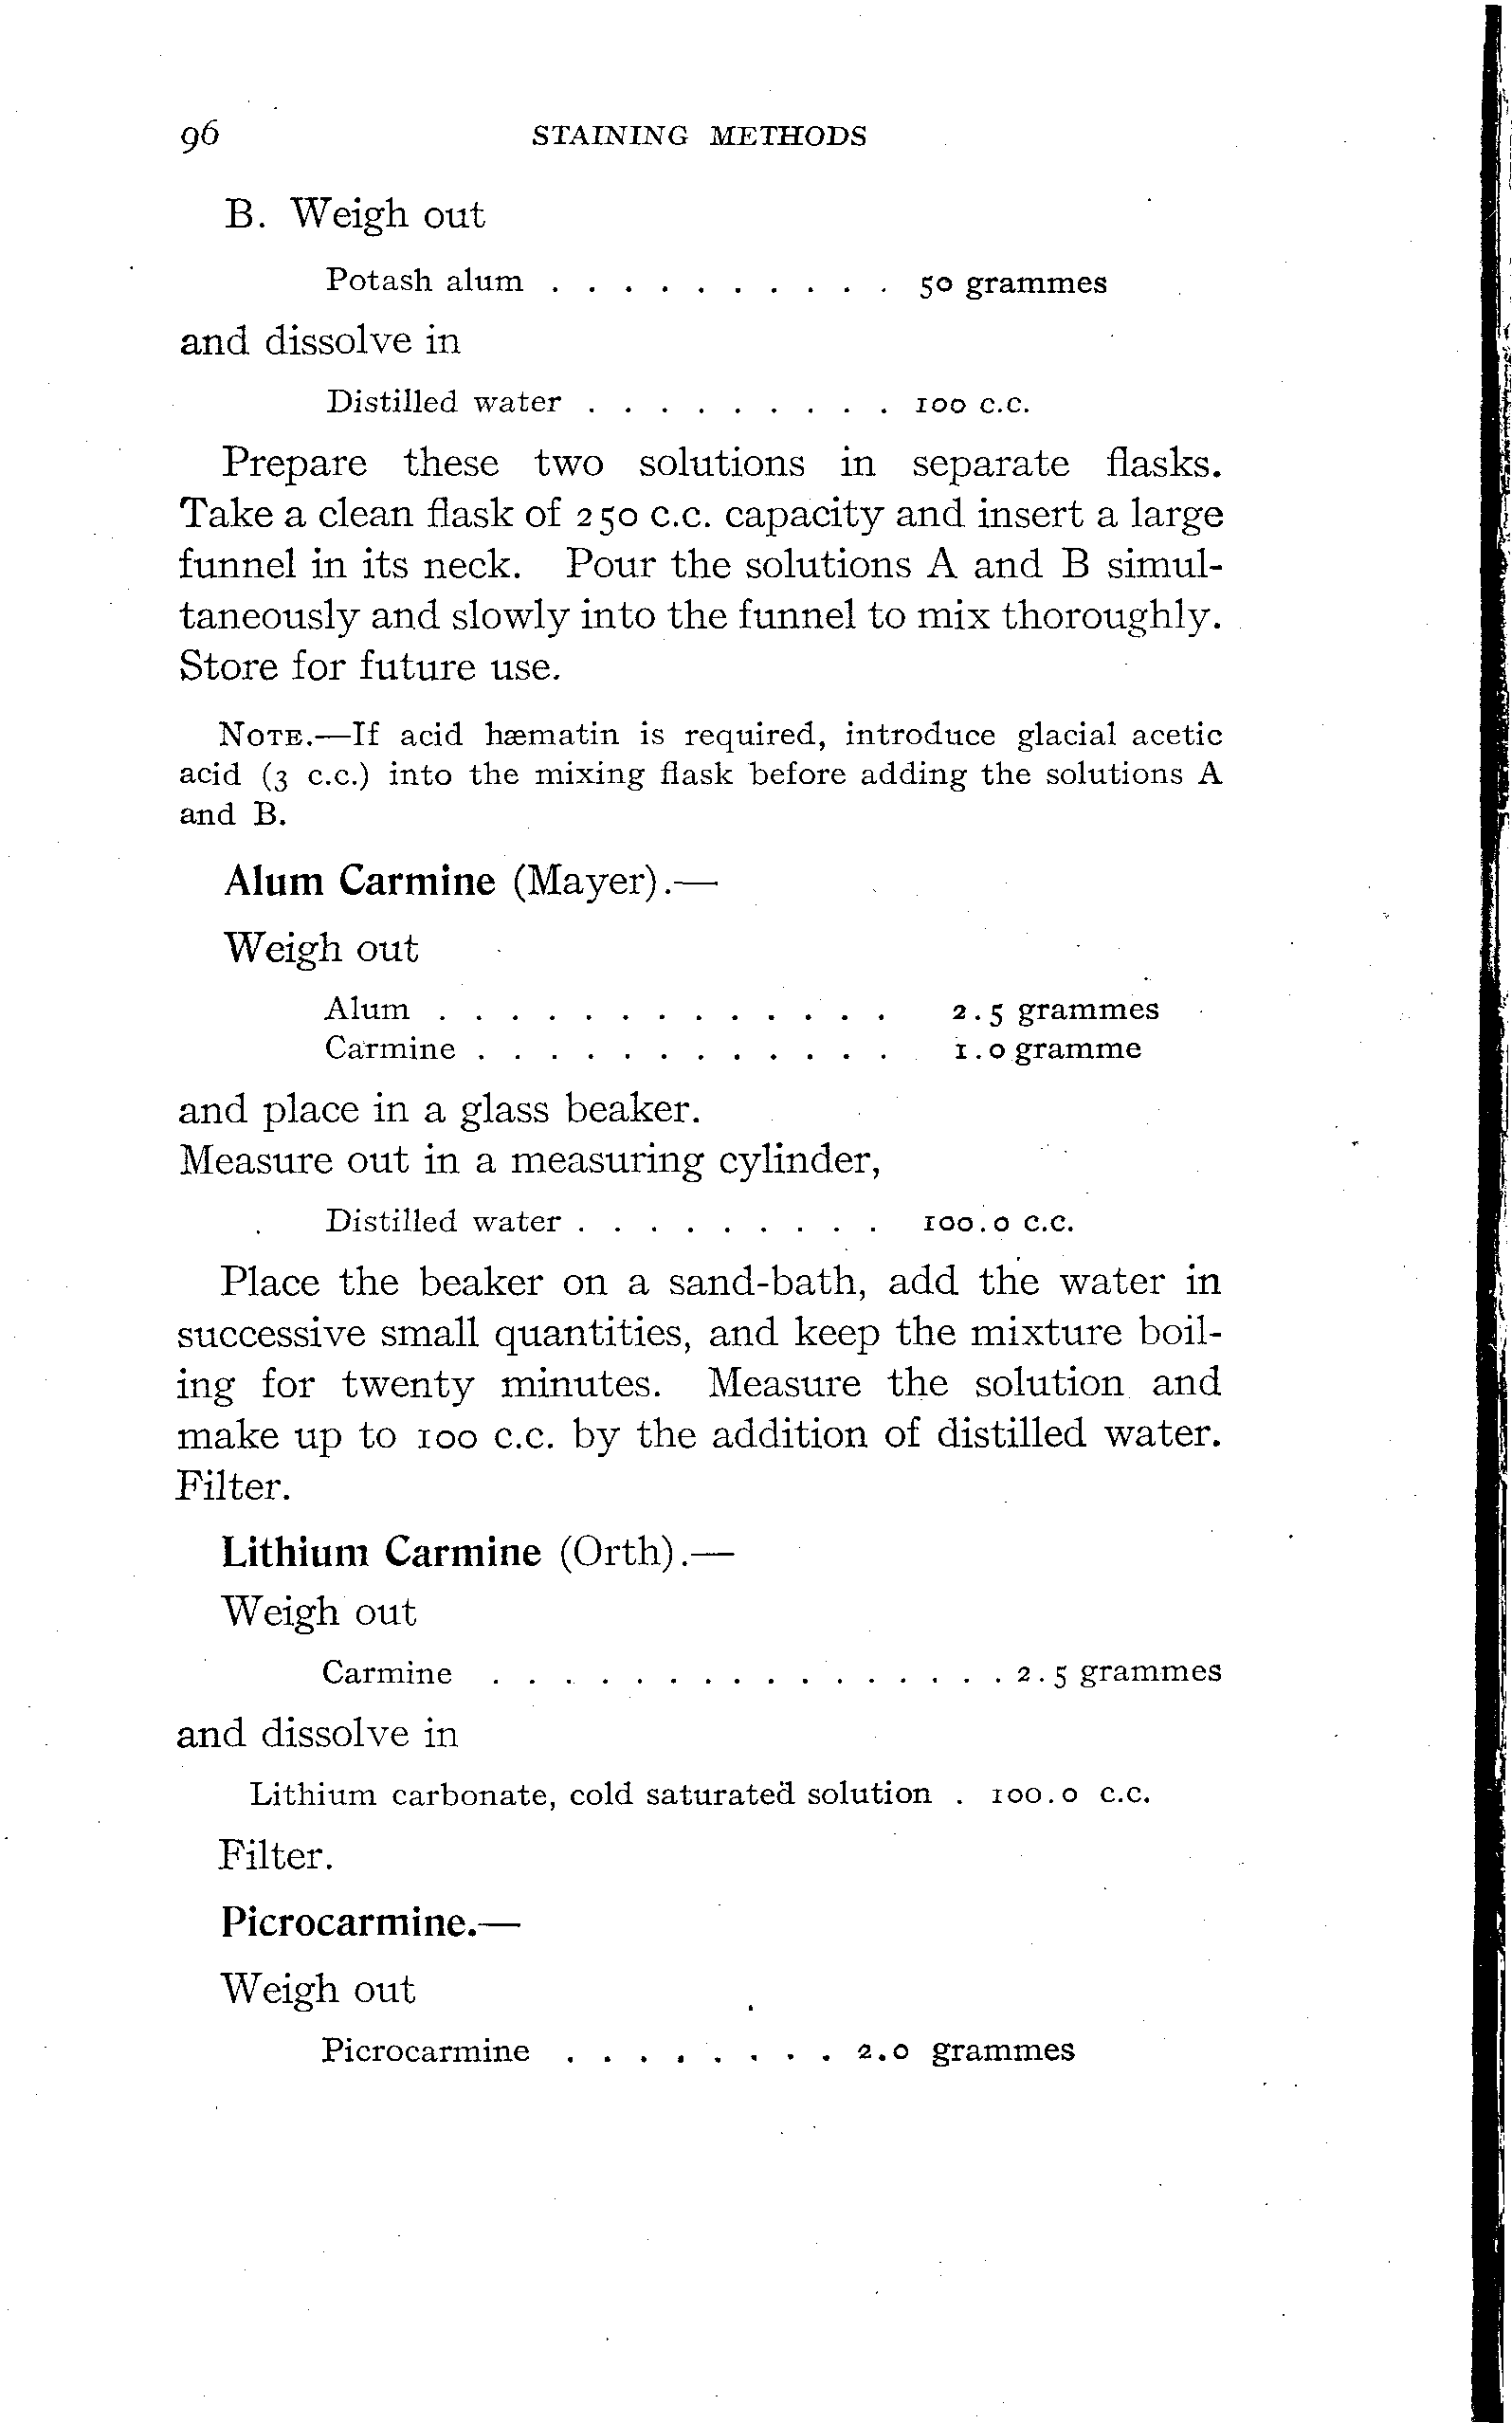 96 STAINING METHODS
B. Weigh out
Potash alum . . . . . . . . . . 50 grammes
and dissolve in
Distilled water . . . . . . . . . 100 c.c.
Prepare these two solutions in separate flasks.
Take a clean flask of 250 c.c. capacity and insert a large
funnel in its neck. Pour the solutions A and B simul-
taneously and slowly into the funnel to mix thoroughly.
Store for future use.
NOTE.—If acid hæmatin is required, introduce glacial acetic
acid (3 c.c.) into the mixing flask before adding the solutions A
and B.
Alum Carmine (Mayer).—
Weigh out
Alum . . . . . . . . . . . . . 2.5 grammes
Carmine . . . . . . . . . . . . 1.0 gramme
and place in a glass beaker.
Measure out in a measuring cylinder,
Distilled water . . . . . . . . . 100.0 c.c.
Place the beaker on a sand-bath, add the water in
successive small quantities, and keep the mixture boil-
ing for twenty minutes. Measure the solution and
make up to 100 c.c. by the addition of distilled water.
Filter.
Lithium Carmine (Orth).—
Weigh out
Carmine . . . . . . . . . . . . . . . . 2.5 grammes
and dissolve in
Lithium carbonate, cold saturated solution . 100.0 c.c.
Filter.
Picrocarmine.—
Weigh out
Picrocarmine . . . . . . . . 2.0 grammes